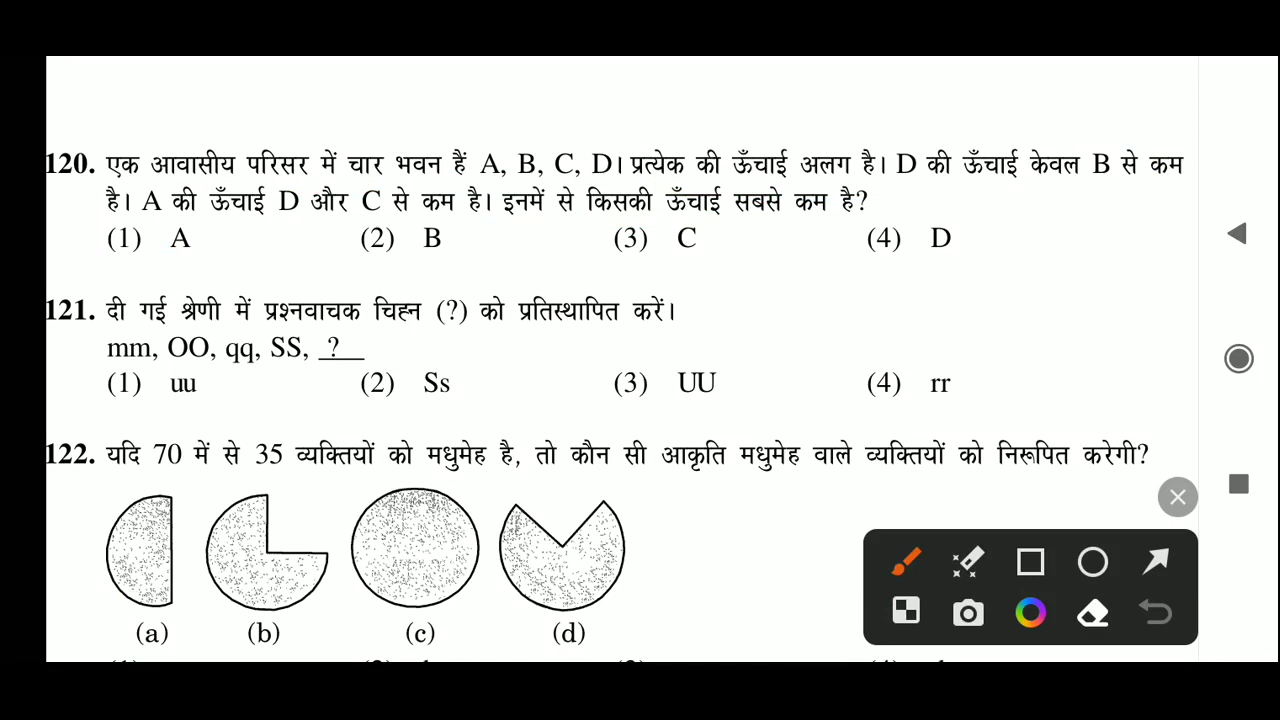 120. एक आवासीय परिसर में चार भवन हैं A, B, C, D। प्रत्येक की ऊँचाई अलग है। D की ऊँचाई केवल B से कम
है। A की ऊँचाई D और C से कम है। इनमें से किसकी ऊँचाई सबसे कम है?
(1) A (2) B (3) C (4) D
121. दी गई श्रेणी में प्रश्नवाचक चिह्न (?) को प्रतिस्थापित करें।
mm, OO, qq, SS, ?
(1) uu (2) Ss (3) UU (4) rr
122. यदि 70 में से 35 व्यक्तियों को मधुमेह है, तो कौन सी आकृति मधुमेह वाले व्यक्तियों को निरूपित करेगी?
(a) (b) (c) (d)